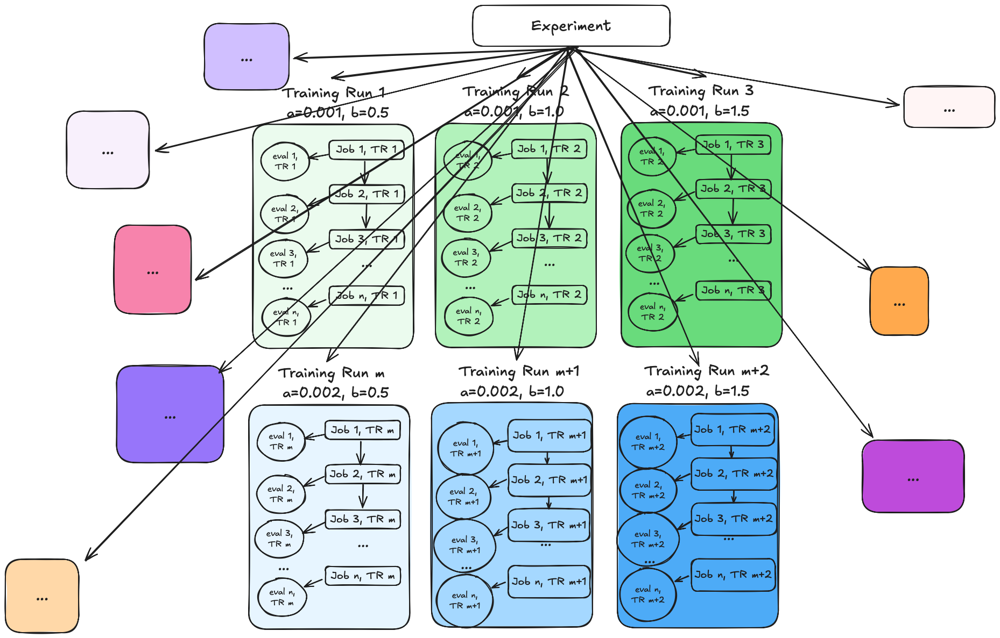 Experiment
...
...
...
...
...
...
...
...
Training Run 1
a=0.001, b=0.5
Job 1, TR 1
eval 1,
TR 1
Job 2, TR 1
eval 2,
TR 1
Job 3, TR 1
eval 3,
TR 1
...
...
Job n, TR 1
eval n,
TR 1
Training Run 2
a=0.001, b=1.0
Job 1, TR 2
eval 1,
TR 2
Job 2, TR 2
eval 2,
TR 2
Job 3, TR 2
eval 3,
TR 2
...
...
Job n, TR 2
eval n,
TR 2
Training Run 3
a=0.001, b=1.5
Job 1, TR 3
eval 1,
TR 2
Job 2, TR 3
eval 2,
TR 2
Job 3, TR 3
eval 3,
TR 2
...
...
Job n, TR 3
eval n,
TR 2
Training Run m
a=0.002, b=0.5
Job 1, TR m
eval 1,
TR m
Job 2, TR m
eval 2,
TR m
Job 3, TR m
eval 3,
TR m
...
...
Job n, TR m
eval n,
TR m
Training Run m+1
a=0.002, b=1.0
Job 1, TR m+1
eval 1,
TR m+1
Job 2, TR m+1
eval 2,
TR m+1
Job 3, TR m+1
eval 3,
TR m+1
...
...
Job n, TR m+1
eval n,
TR m+1
Training Run m+2
a=0.002, b=1.5
Job 1, TR m+2
eval 1,
TR m+2
Job 2, TR m+2
eval 2,
TR m+2
Job 3, TR m+2
eval 3,
TR m+2
...
...
Job n, TR m+2
eval n,
TR m+2